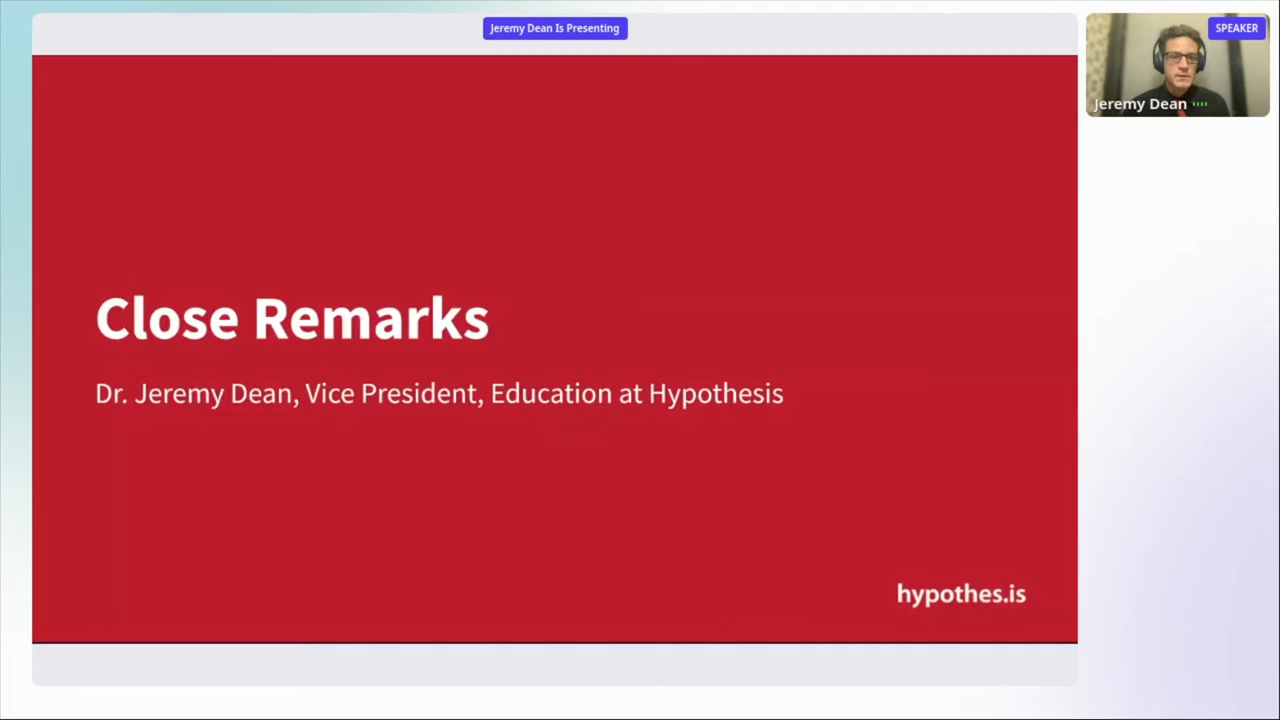 Jeremy Dean Is Presenting
SPEAKER
Jeremy Dean
Close Remarks
Dr. Jeremy Dean, Vice President, Education at Hypothesis
hypothes.is